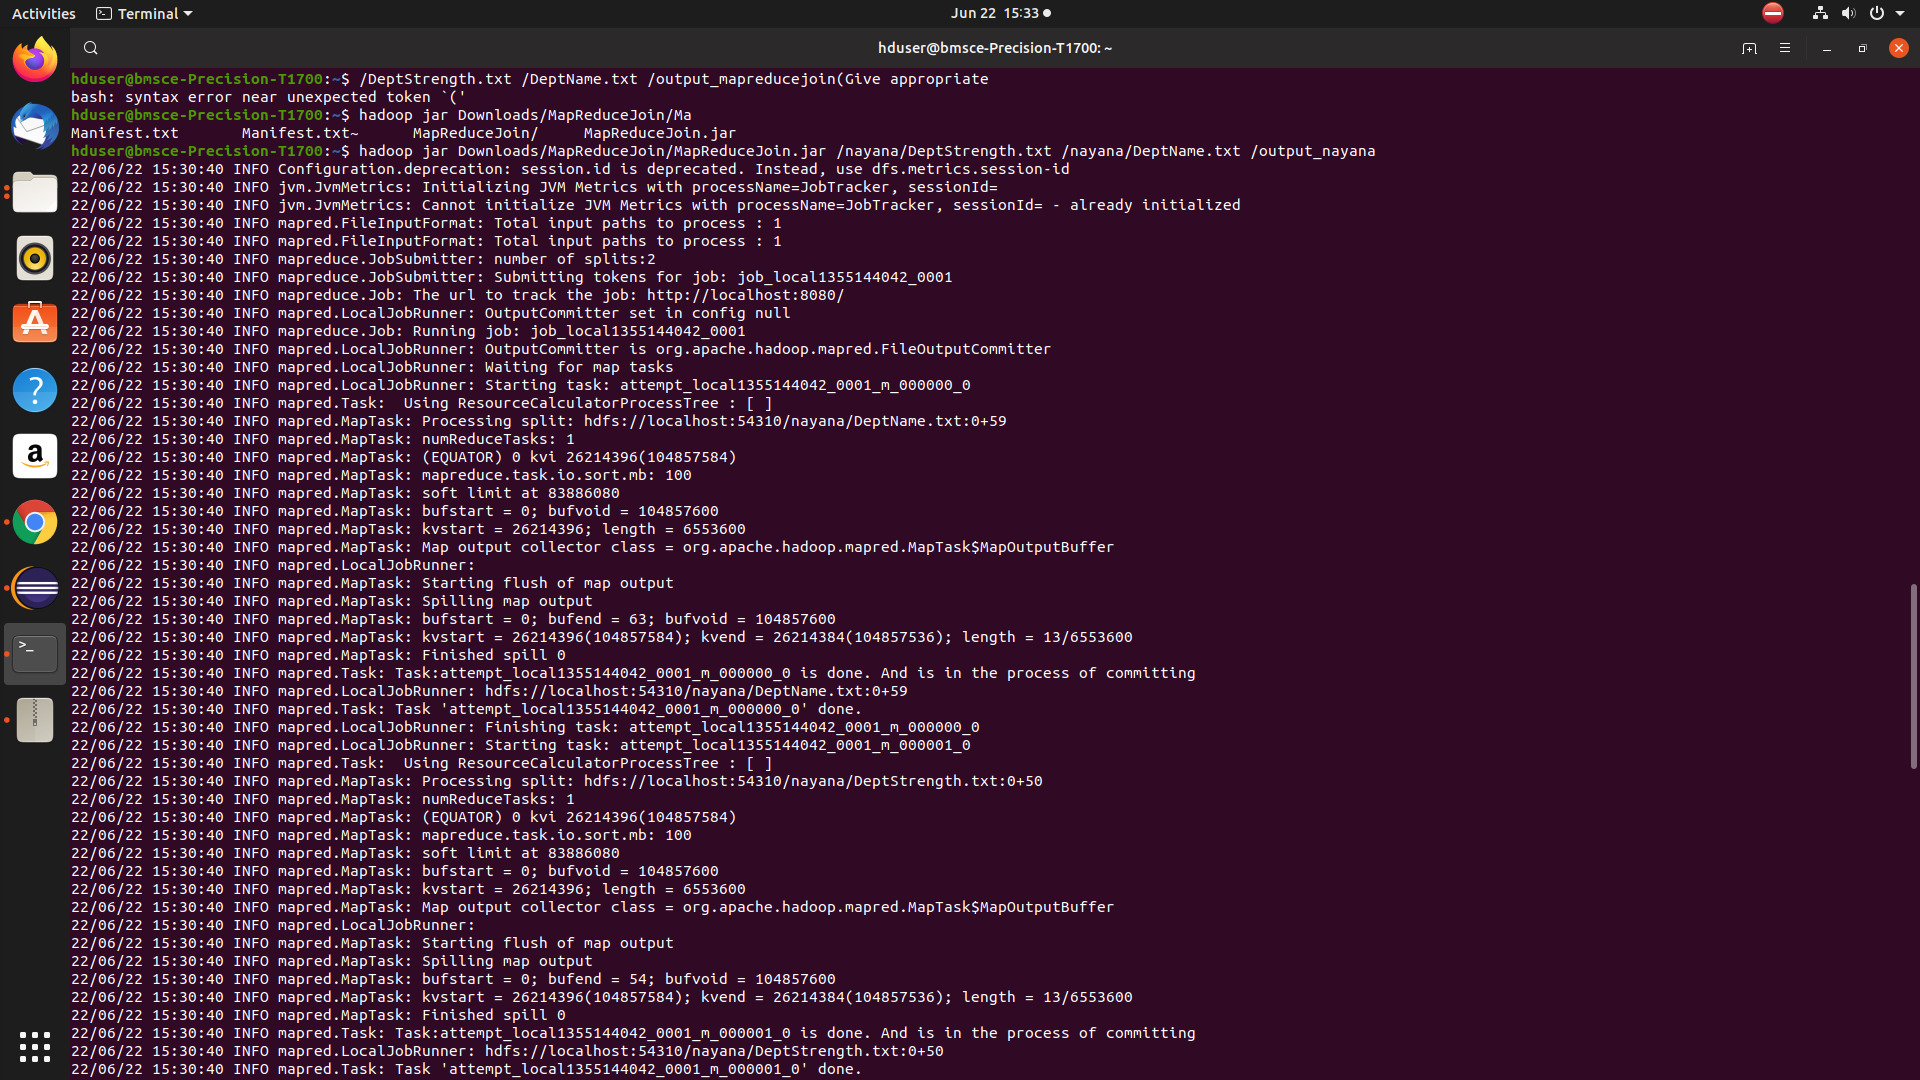 Activities Terminal Jun 22 15:33
hduser@bmsce-Precision-T1700: ~
hduser@bmsce-Precision-T1700:~$ /DeptStrength.txt /DeptName.txt /output_mapreducejoin(Give appropriate
bash: syntax error near unexpected token `('
hduser@bmsce-Precision-T1700:~$ hadoop jar Downloads/MapReduceJoin/Ma
Manifest.txt Manifest.txt~ MapReduceJoin/ MapReduceJoin.jar
hduser@bmsce-Precision-T1700:~$ hadoop jar Downloads/MapReduceJoin/MapReduceJoin.jar /nayana/DeptStrength.txt /nayana/DeptName.txt /output_nayana
22/06/22 15:30:40 INFO Configuration.deprecation: session.id is deprecated. Instead, use dfs.metrics.session-id
22/06/22 15:30:40 INFO jvm.JvmMetrics: Initializing JVM Metrics with processName=JobTracker, sessionId=
22/06/22 15:30:40 INFO jvm.JvmMetrics: Cannot initialize JVM Metrics with processName=JobTracker, sessionId= - already initialized
22/06/22 15:30:40 INFO mapred.FileInputFormat: Total input paths to process : 1
22/06/22 15:30:40 INFO mapred.FileInputFormat: Total input paths to process : 1
22/06/22 15:30:40 INFO mapreduce.JobSubmitter: number of splits:2
22/06/22 15:30:40 INFO mapreduce.JobSubmitter: Submitting tokens for job: job_local1355144042_0001
22/06/22 15:30:40 INFO mapreduce.Job: The url to track the job: http://localhost:8080/
22/06/22 15:30:40 INFO mapred.LocalJobRunner: OutputCommitter set in config null
22/06/22 15:30:40 INFO mapreduce.Job: Running job: job_local1355144042_0001
22/06/22 15:30:40 INFO mapred.LocalJobRunner: OutputCommitter is org.apache.hadoop.mapred.FileOutputCommitter
22/06/22 15:30:40 INFO mapred.LocalJobRunner: Waiting for map tasks
22/06/22 15:30:40 INFO mapred.LocalJobRunner: Starting task: attempt_local1355144042_0001_m_000000_0
22/06/22 15:30:40 INFO mapred.Task:  Using ResourceCalculatorProcessTree : [ ]
22/06/22 15:30:40 INFO mapred.MapTask: Processing split: hdfs://localhost:54310/nayana/DeptName.txt:0+59
22/06/22 15:30:40 INFO mapred.MapTask: numReduceTasks: 1
22/06/22 15:30:40 INFO mapred.MapTask: (EQUATOR) 0 kvi 26214396(104857584)
22/06/22 15:30:40 INFO mapred.MapTask: mapreduce.task.io.sort.mb: 100
22/06/22 15:30:40 INFO mapred.MapTask: soft limit at 83886080
22/06/22 15:30:40 INFO mapred.MapTask: bufstart = 0; bufvoid = 104857600
22/06/22 15:30:40 INFO mapred.MapTask: kvstart = 26214396; length = 6553600
22/06/22 15:30:40 INFO mapred.MapTask: Map output collector class = org.apache.hadoop.mapred.MapTask$MapOutputBuffer
22/06/22 15:30:40 INFO mapred.LocalJobRunner:
22/06/22 15:30:40 INFO mapred.MapTask: Starting flush of map output
22/06/22 15:30:40 INFO mapred.MapTask: Spilling map output
22/06/22 15:30:40 INFO mapred.MapTask: bufstart = 0; bufend = 63; bufvoid = 104857600
22/06/22 15:30:40 INFO mapred.MapTask: kvstart = 26214396(104857584); kvend = 26214384(104857536); length = 13/6553600
22/06/22 15:30:40 INFO mapred.MapTask: Finished spill 0
22/06/22 15:30:40 INFO mapred.Task: Task:attempt_local1355144042_0001_m_000000_0 is done. And is in the process of committing
22/06/22 15:30:40 INFO mapred.LocalJobRunner: hdfs://localhost:54310/nayana/DeptName.txt:0+59
22/06/22 15:30:40 INFO mapred.Task: Task 'attempt_local1355144042_0001_m_000000_0' done.
22/06/22 15:30:40 INFO mapred.LocalJobRunner: Finishing task: attempt_local1355144042_0001_m_000000_0
22/06/22 15:30:40 INFO mapred.LocalJobRunner: Starting task: attempt_local1355144042_0001_m_000001_0
22/06/22 15:30:40 INFO mapred.Task:  Using ResourceCalculatorProcessTree : [ ]
22/06/22 15:30:40 INFO mapred.MapTask: Processing split: hdfs://localhost:54310/nayana/DeptStrength.txt:0+50
22/06/22 15:30:40 INFO mapred.MapTask: numReduceTasks: 1
22/06/22 15:30:40 INFO mapred.MapTask: (EQUATOR) 0 kvi 26214396(104857584)
22/06/22 15:30:40 INFO mapred.MapTask: mapreduce.task.io.sort.mb: 100
22/06/22 15:30:40 INFO mapred.MapTask: soft limit at 83886080
22/06/22 15:30:40 INFO mapred.MapTask: bufstart = 0; bufvoid = 104857600
22/06/22 15:30:40 INFO mapred.MapTask: kvstart = 26214396; length = 6553600
22/06/22 15:30:40 INFO mapred.MapTask: Map output collector class = org.apache.hadoop.mapred.MapTask$MapOutputBuffer
22/06/22 15:30:40 INFO mapred.LocalJobRunner:
22/06/22 15:30:40 INFO mapred.MapTask: Starting flush of map output
22/06/22 15:30:40 INFO mapred.MapTask: Spilling map output
22/06/22 15:30:40 INFO mapred.MapTask: bufstart = 0; bufend = 54; bufvoid = 104857600
22/06/22 15:30:40 INFO mapred.MapTask: kvstart = 26214396(104857584); kvend = 26214384(104857536); length = 13/6553600
22/06/22 15:30:40 INFO mapred.MapTask: Finished spill 0
22/06/22 15:30:40 INFO mapred.Task: Task:attempt_local1355144042_0001_m_000001_0 is done. And is in the process of committing
22/06/22 15:30:40 INFO mapred.LocalJobRunner: hdfs://localhost:54310/nayana/DeptStrength.txt:0+50
22/06/22 15:30:40 INFO mapred.Task: Task 'attempt_local1355144042_0001_m_000001_0' done.